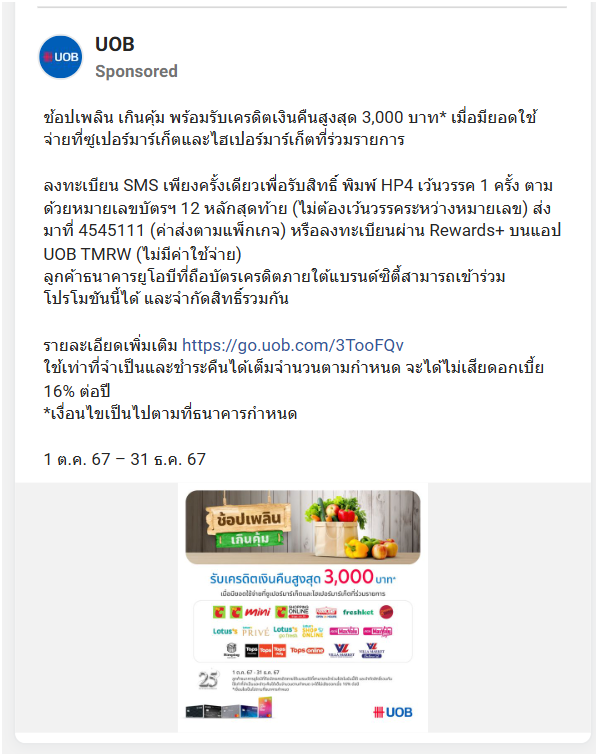 UOB
UOB
Sponsored
ช้อปเพลิน เกินคุ้ม พร้อมรับเครดิตเงินคืนสูงสุด 3,000 บาท* เมื่อมียอดใช้
จ่ายที่ซูเปอร์มาร์เก็ตและไฮเปอร์มาร์เก็ตที่ร่วมรายการ
ลงทะเบียน SMS เพียงครั้งเดียวเพื่อรับสิทธิ์ พิมพ์ HP4 เว้นวรรค 1 ครั้ง ตาม
ด้วยหมายเลขบัตรฯ 12 หลักสุดท้าย (ไม่ต้องเว้นวรรคระหว่างหมายเลข) ส่ง
มาที่ 4545111 (ค่าส่งตามแพ็กเกจ) หรือลงทะเบียนผ่าน Rewards+ บนแอป
UOB TMRW (ไม่มีค่าใช้จ่าย)
ลูกค้าธนาคารยูโอบีที่ถือบัตรเครดิตภายใต้แบรนด์ซิตี้สามารถเข้าร่วม
โปรโมชันนี้ได้ และจำกัดสิทธิ์รวมกัน
รายละเอียดเพิ่มเติม https://go.uob.com/3TooFQv
ใช้เท่าที่จำเป็นและชำระคืนได้เต็มจำนวนตามกำหนด จะได้ไม่เสียดอกเบี้ย
16% ต่อปี
*เงื่อนไขเป็นไปตามที่ธนาคารกำหนด
1 ต.ค. 67 – 31 ธ.ค. 67
ช้อปเพลิน
เกินคุ้ม
รับเครดิตเงินคืนสูงสุด 3,000 บาท*
เมื่อมียอดใช้จ่ายที่ซูเปอร์มาร์เก็ตและไฮเปอร์มาร์เก็ตที่ร่วมรายการ
mini SHOPPING ONLINE freshket
Lotus's PRIVÉ Lotus's go fresh SHOP ONLINE MaxValu MaxValu
Tops Tops Tops Tops online VILLA MARKET VILLA MARKET
25
1 ต.ค. 67 - 31 ธ.ค. 67
UOB